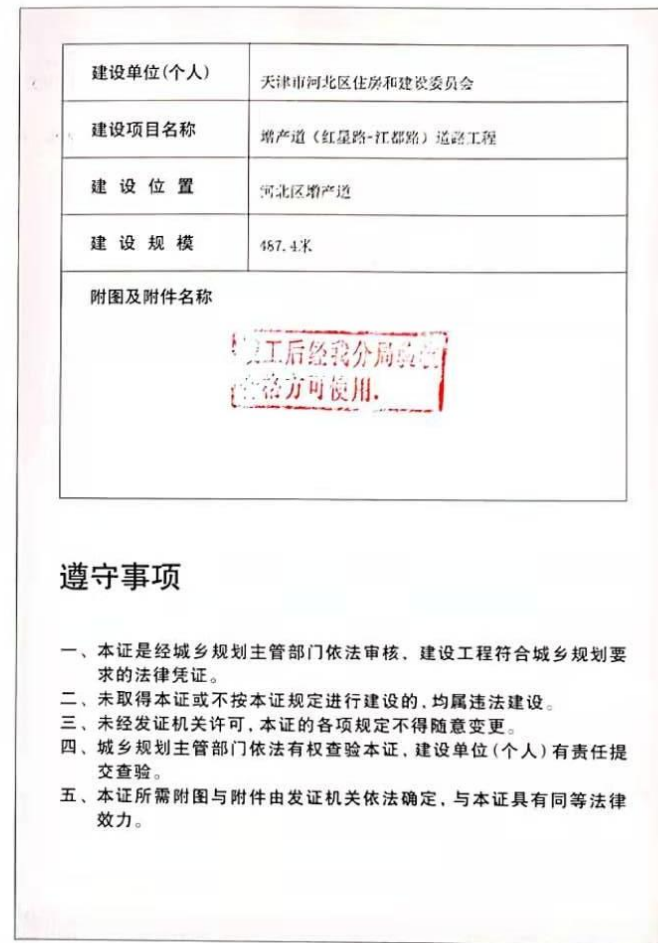 建设单位(个人)
天津市河北区住房和建设委员会
建设项目名称
增产道（红星路-江都路）道路工程
建设位置
河北区增产道
建设规模
487.4米
附图及附件名称
工后经我分局验
格方可使用.
遵守事项
一、本证是经城乡规划主管部门依法审核，建设工程符合城乡规划要
求的法律凭证。
二、未取得本证或不按本证规定进行建设的，均属违法建设。
三、未经发证机关许可，本证的各项规定不得随意变更。
四、城乡规划主管部门依法有权查验本证，建设单位(个人)有责任提
交查验。
五、本证所需附图与附件由发证机关依法确定，与本证具有同等法律
效力。